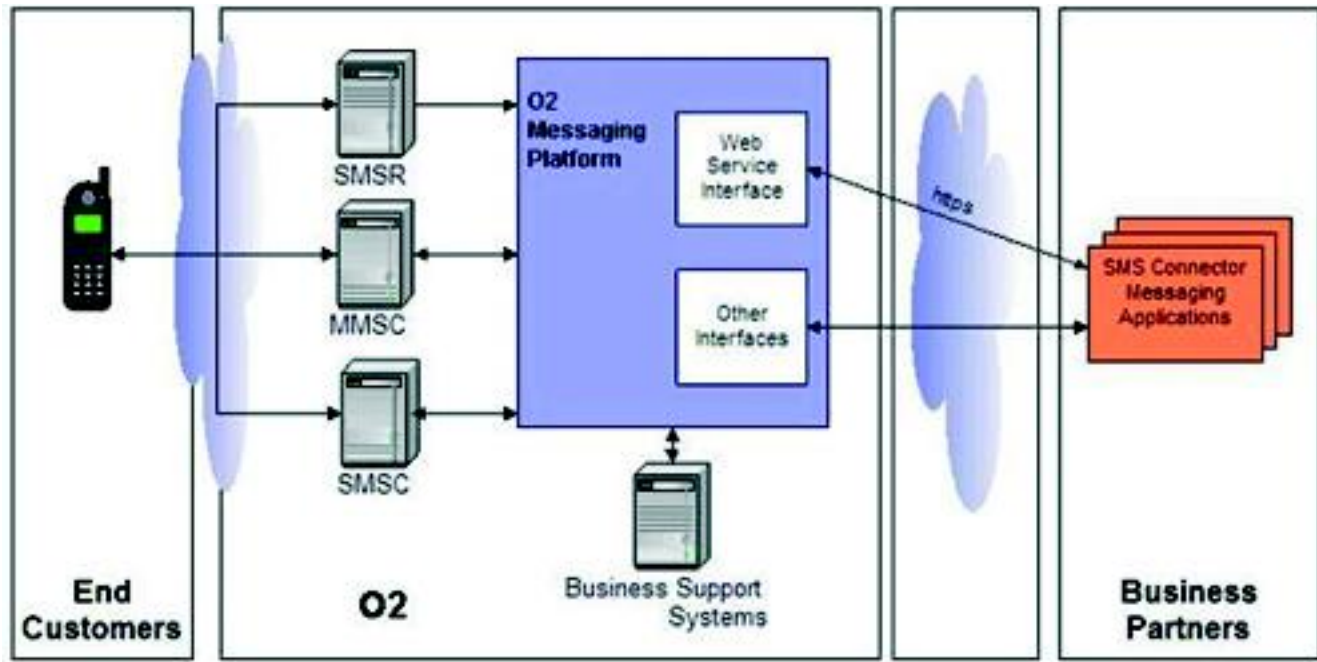 O2
Messaging
Platform
Web
Service
Interface
Other
Interfaces
SMSR
MMSC
SMSC
https
SMS Connector
Messaging
Applications
Business Support
Systems
End
Customers
O2
Business
Partners